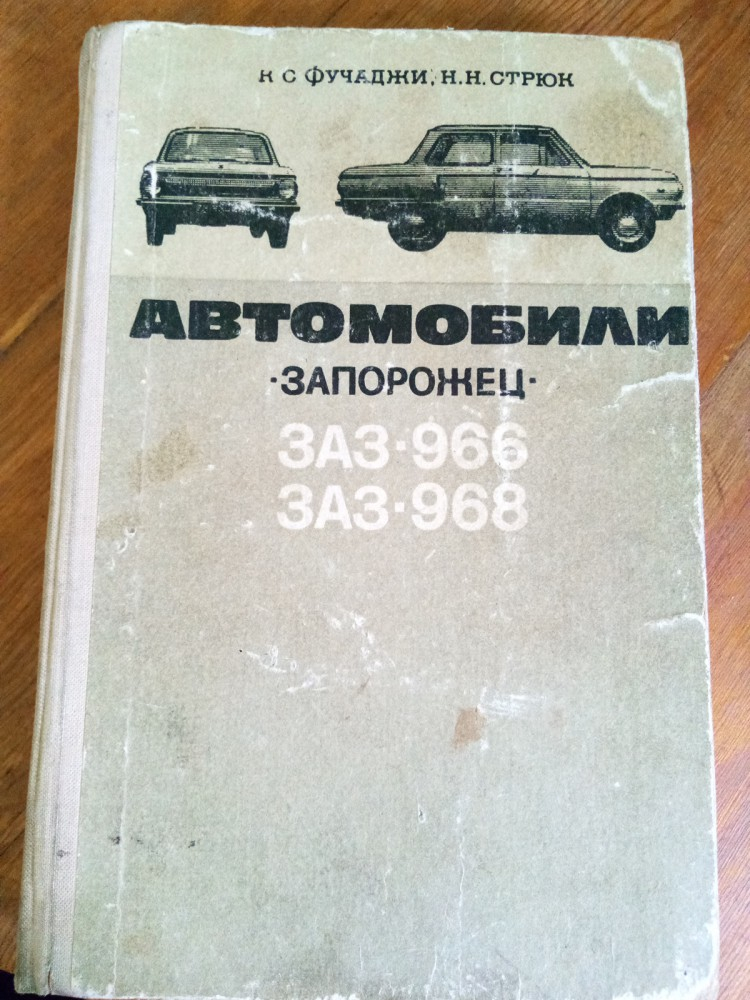 К С ФУЧАДЖИ, Н.Н.СТРЮК
АВТОМОБИЛИ
·ЗАПОРОЖЕЦ·
ЗАЗ·966
ЗАЗ·968